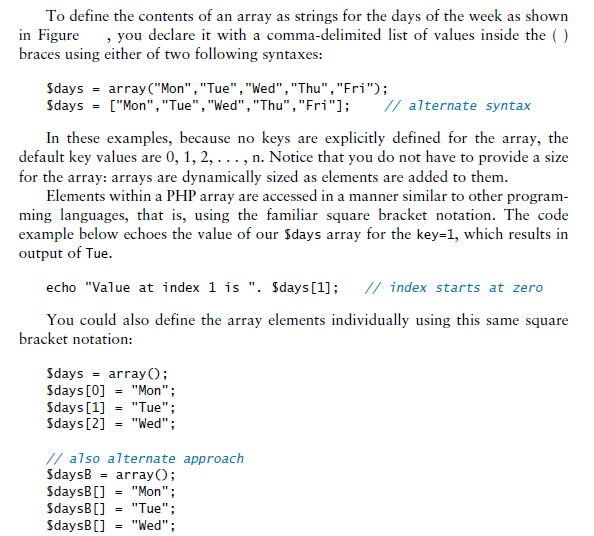 To define the contents of an array as strings for the days of the week as shown
in Figure , you declare it with a comma-delimited list of values inside the ( )
braces using either of two following syntaxes:
$days = array("Mon","Tue","Wed","Thu","Fri");
$days = ["Mon","Tue","Wed","Thu","Fri"]; // alternate syntax
In these examples, because no keys are explicitly defined for the array, the
default key values are 0, 1, 2, . . . , n. Notice that you do not have to provide a size
for the array: arrays are dynamically sized as elements are added to them.
Elements within a PHP array are accessed in a manner similar to other program-
ming languages, that is, using the familiar square bracket notation. The code
example below echoes the value of our $days array for the key=1, which results in
output of Tue.
echo "Value at index 1 is ". $days[1]; // index starts at zero
You could also define the array elements individually using this same square
bracket notation:
$days = array();
$days[0] = "Mon";
$days[1] = "Tue";
$days[2] = "Wed";
// also alternate approach
$daysB = array();
$daysB[] = "Mon";
$daysB[] = "Tue";
$daysB[] = "Wed";